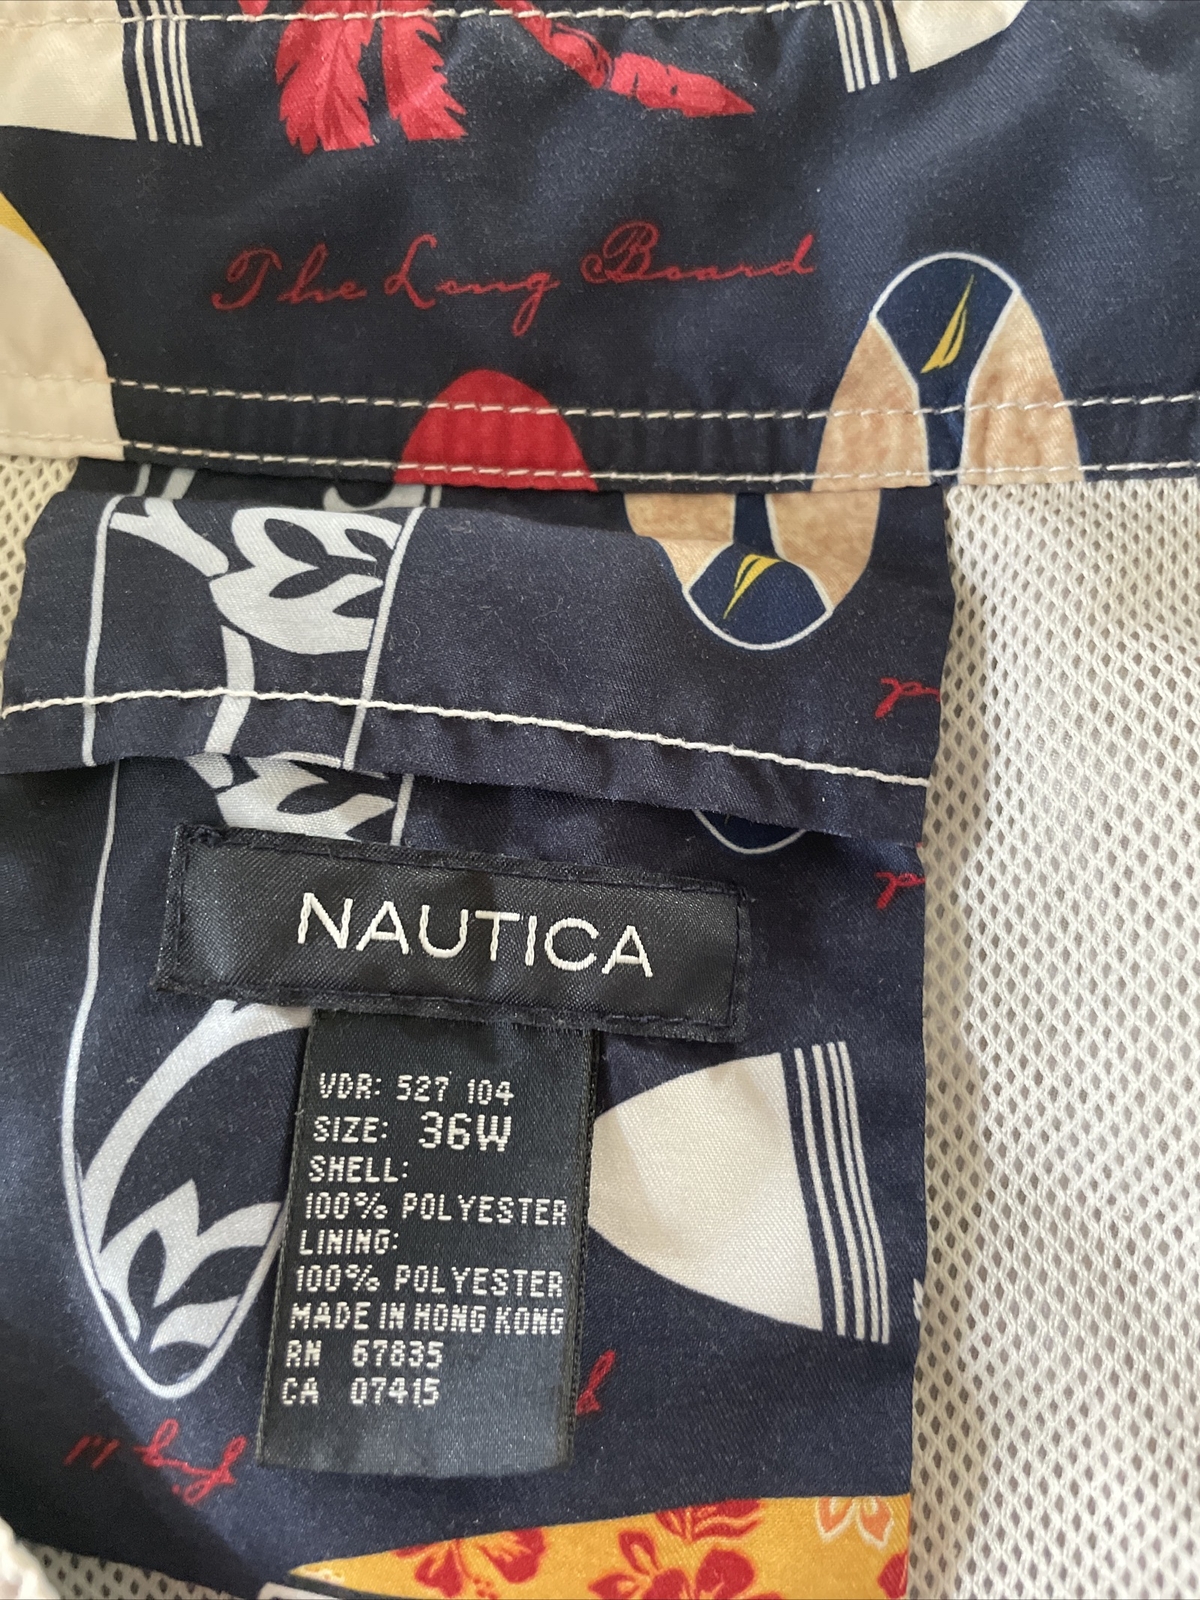 The Long Board
NAUTICA
VDR: 527 104
SIZE: 36W
SHELL:
100% POLYESTER
LINING:
100% POLYESTER
MADE IN HONG KONG
RN 67835
CA 07415